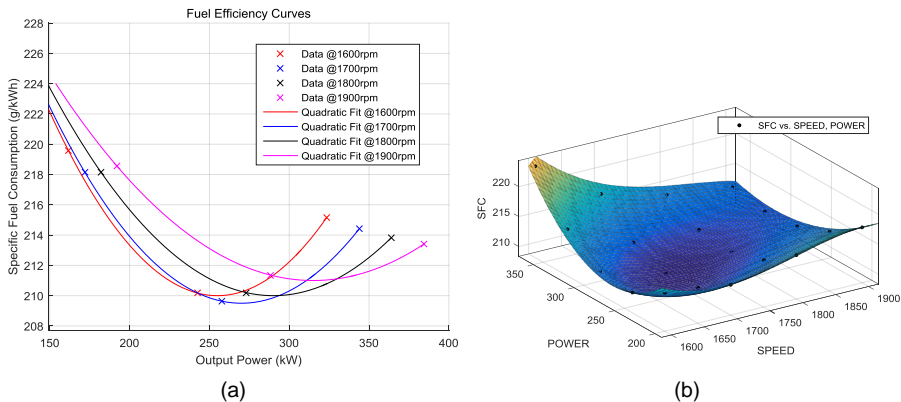 Fuel Efficiency Curves
228
226
224
222
220
218
216
214
212
210
208
Specific Fuel Consumption (g/kWh)
Data @1600rpm
Data @1700rpm
Data @1800rpm
Data @1900rpm
Quadratic Fit @1600rpm
Quadratic Fit @1700rpm
Quadratic Fit @1800rpm
Quadratic Fit @1900rpm
150 200 250 300 350 400
Output Power (kW)
(a)
SFC vs. SPEED, POWER
220
215
210
SFC
350
300
250
200
POWER
1600 1650 1700 1750 1800 1850 1900
SPEED
(b)